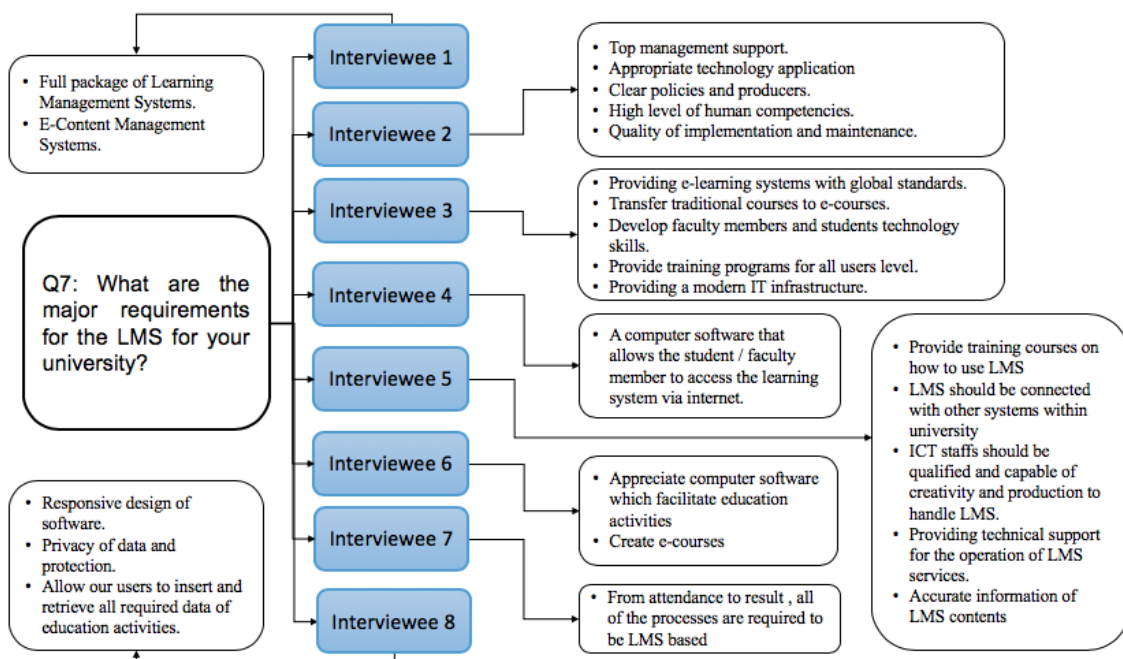 Interviewee 1
• Full package of Learning
Management Systems.
• E-Content Management
Systems.
Interviewee 2
• Top management support.
• Appropriate technology application
• Clear policies and producers.
• High level of human competencies.
• Quality of implementation and maintenance.
Interviewee 3
• Providing e-learning systems with global standards.
• Transfer traditional courses to e-courses.
• Develop faculty members and students technology
skills.
• Provide training programs for all users level.
• Providing a modern IT infrastructure.
Q7: What are the
major requirements
for the LMS for your
university?
Interviewee 4
• A computer software that
allows the student / faculty
member to access the learning
system via internet.
Interviewee 5
• Provide training courses on
how to use LMS
• LMS should be connected
with other systems within
university
• ICT staffs should be
qualified and capable of
creativity and production to
handle LMS.
• Providing technical support
for the operation of LMS
services.
• Accurate information of
LMS contents
Interviewee 6
• Appreciate computer software
which facilitate education
activities
• Create e-courses
Interviewee 7
• From attendance to result , all
of the processes are required to
be LMS based
Interviewee 8
• Responsive design of
software.
• Privacy of data and
protection.
• Allow our users to insert and
retrieve all required data of
education activities.